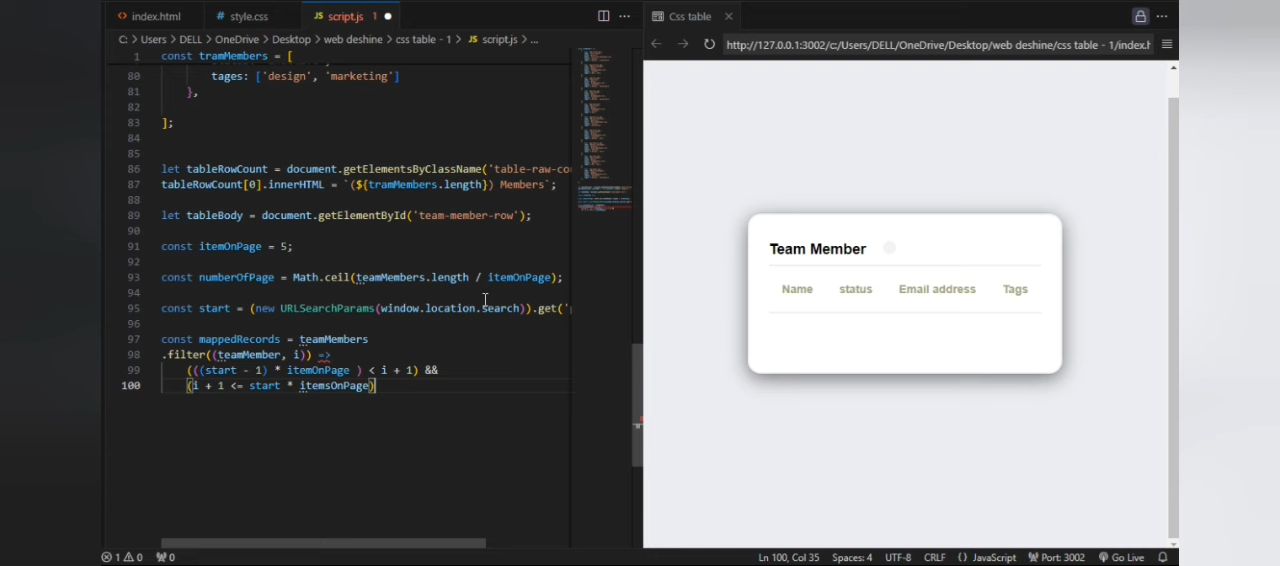 index.html
# style.css
JS script.js 1
Css table
C: > Users > DELL > OneDrive > Desktop > web deshine > css table - 1 > JS script.js > ...
http://127.0.0.1:3002/c:/Users/DELL/OneDrive/Desktop/web deshine/css table - 1/index.h
1 const tramMembers = [
80 tages: ['design', 'marketing']
81 },
82
83 ];
84
85
86 let tableRowCount = document.getElementsByClassName('table-raw-cou
87 tableRowCount[0].innerHTML = `(${tramMembers.length}) Members`;
88
89 let tableBody = document.getElementById('team-member-row');
90
91 const itemOnPage = 5;
92
93 const numberOfPage = Math.ceil(teamMembers.length / itemOnPage);
94
95 const start = (new URLSearchParams(window.location.search)).get('
96
97 const mappedRecords = teamMembers
98 .filter((teamMember, i)) =>
99 (((start - 1) * itemOnPage ) < i + 1) &&
100 (i + 1 <= start * itemsOnPage)
Team Member
Name status Email address Tags
1 0 0
Ln 100, Col 35 Spaces: 4 UTF-8 CRLF {} JavaScript Port: 3002 Go Live